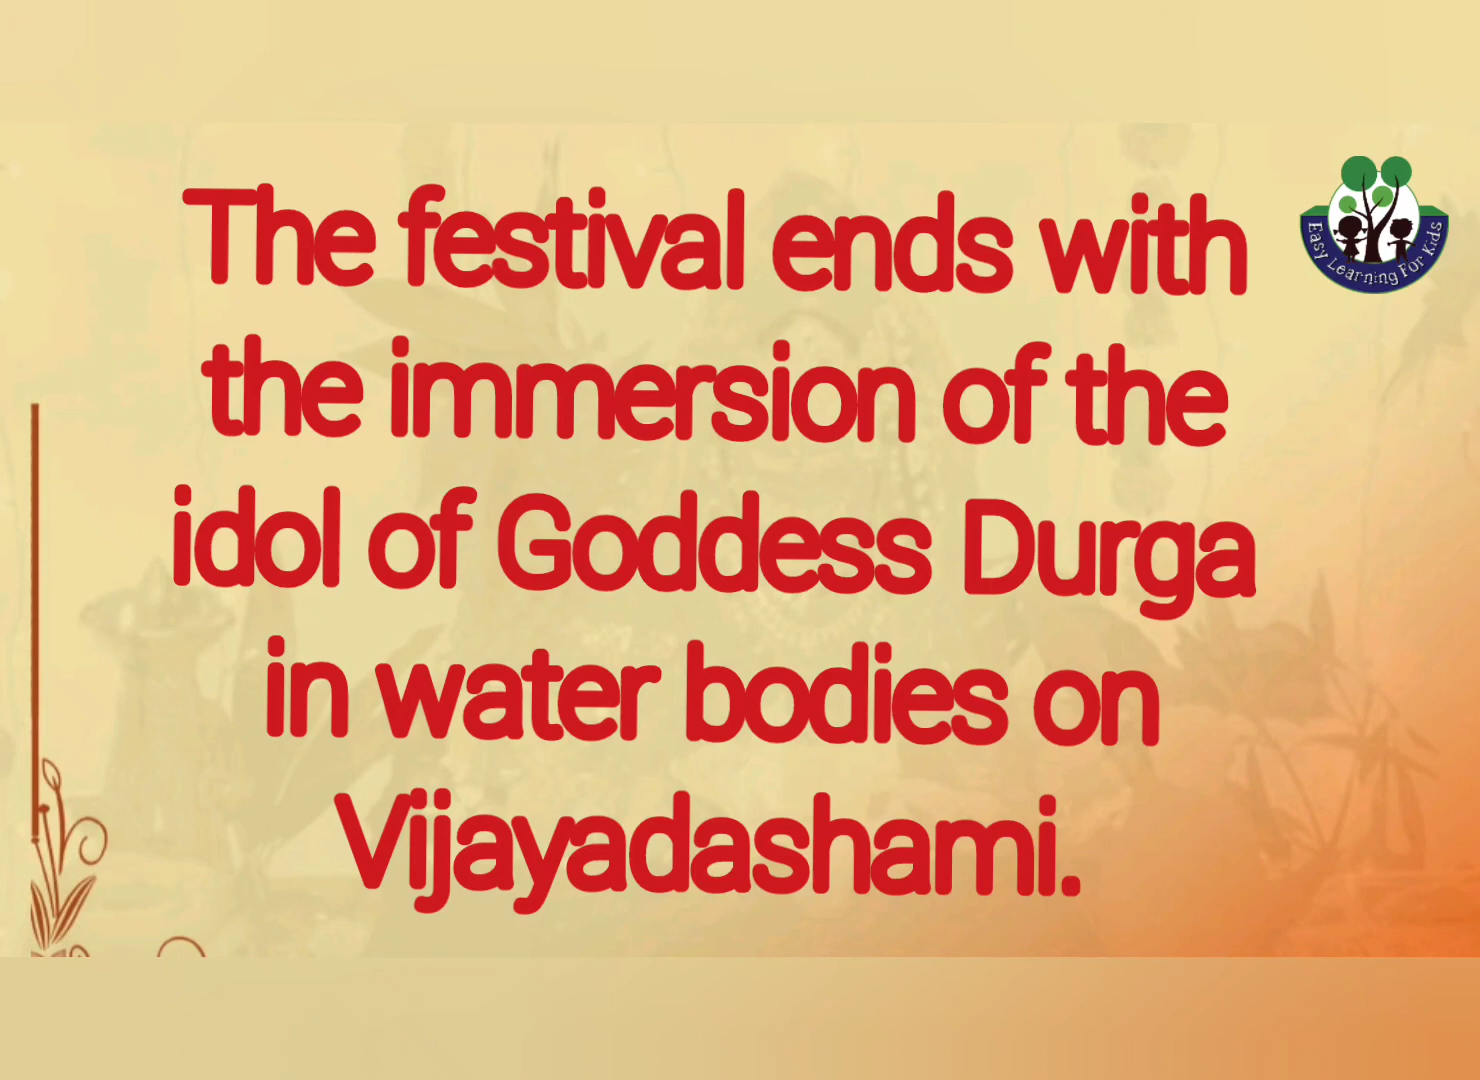 The festival ends with
the immersion of the
idol of Goddess Durga
in water bodies on
Vijayadashami.
Easy Learning For Kids